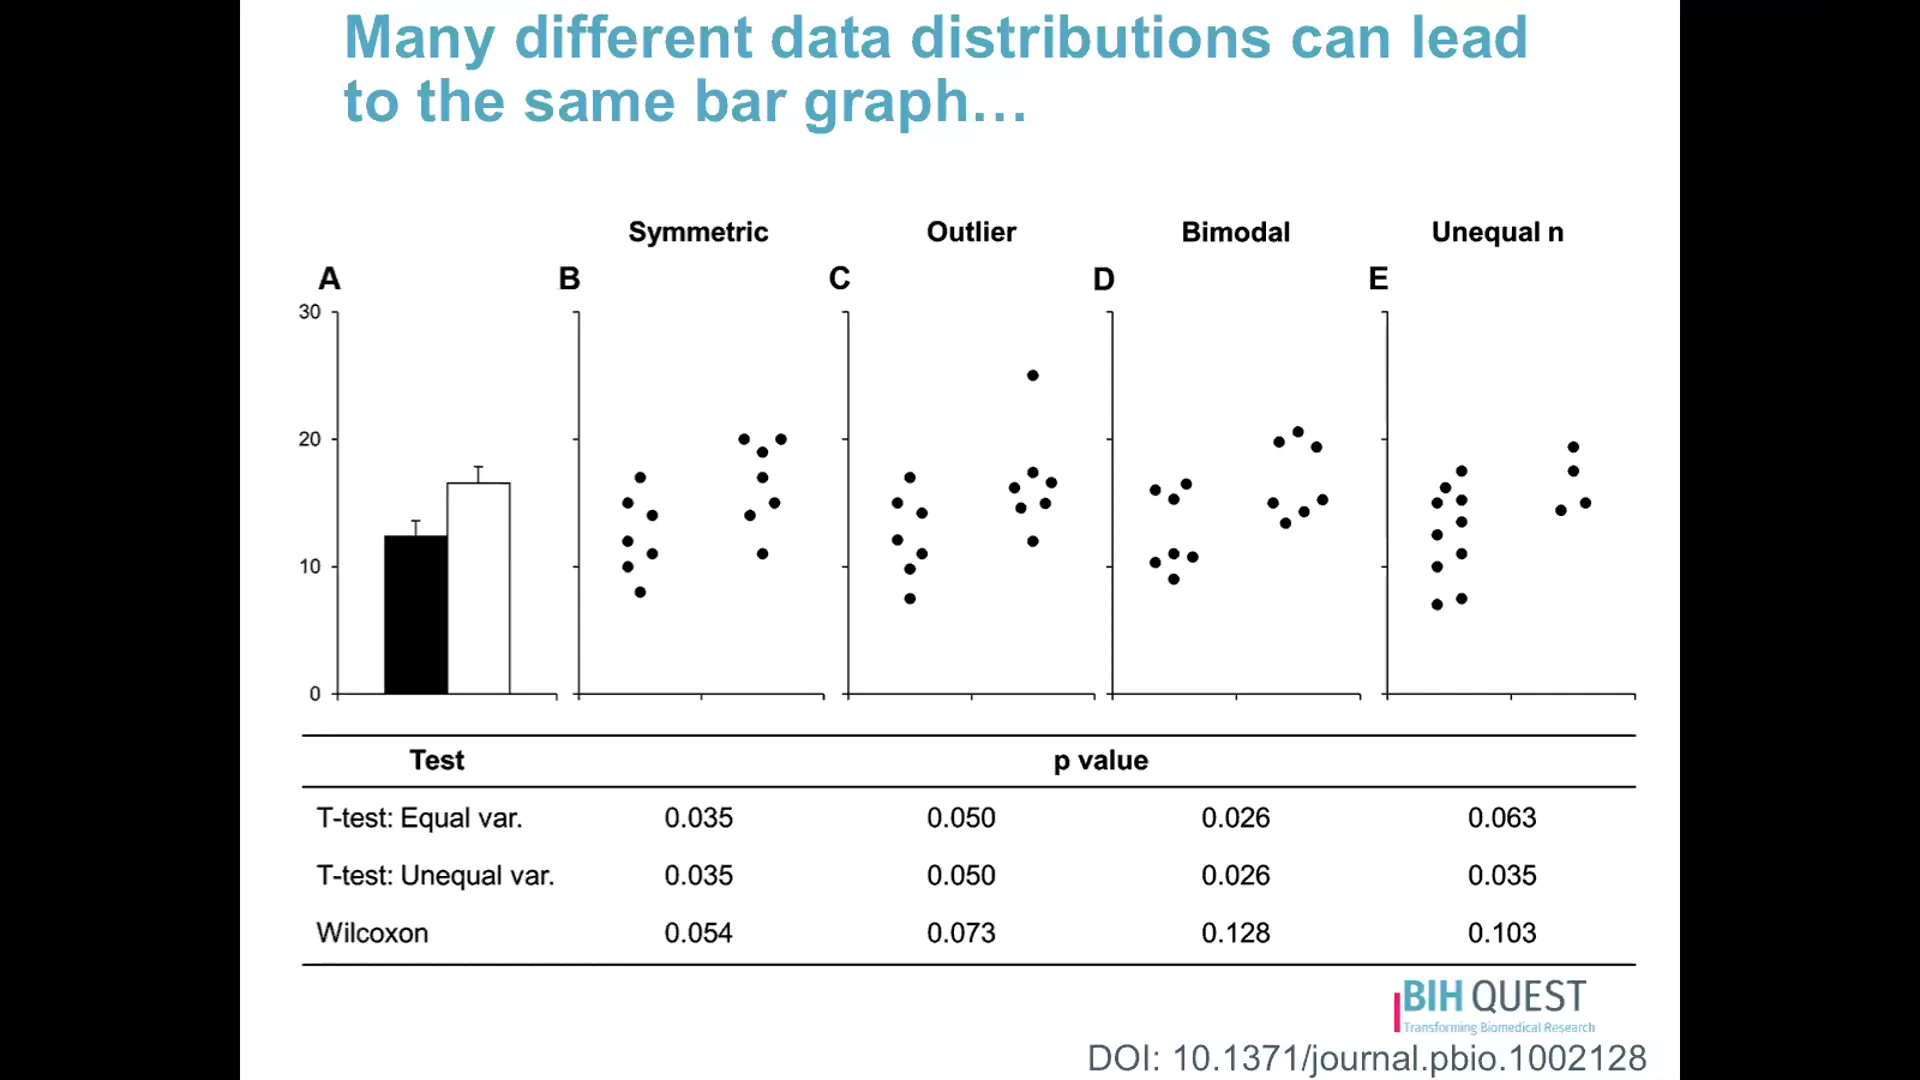 Many different data distributions can lead
to the same bar graph…
Symmetric Outlier Bimodal Unequal n
A B C D E
30
20
10
0
Test p value
T-test: Equal var. 0.035 0.050 0.026 0.063
T-test: Unequal var. 0.035 0.050 0.026 0.035
Wilcoxon 0.054 0.073 0.128 0.103
BIH QUEST
Transforming Biomedical Research
DOI: 10.1371/journal.pbio.1002128